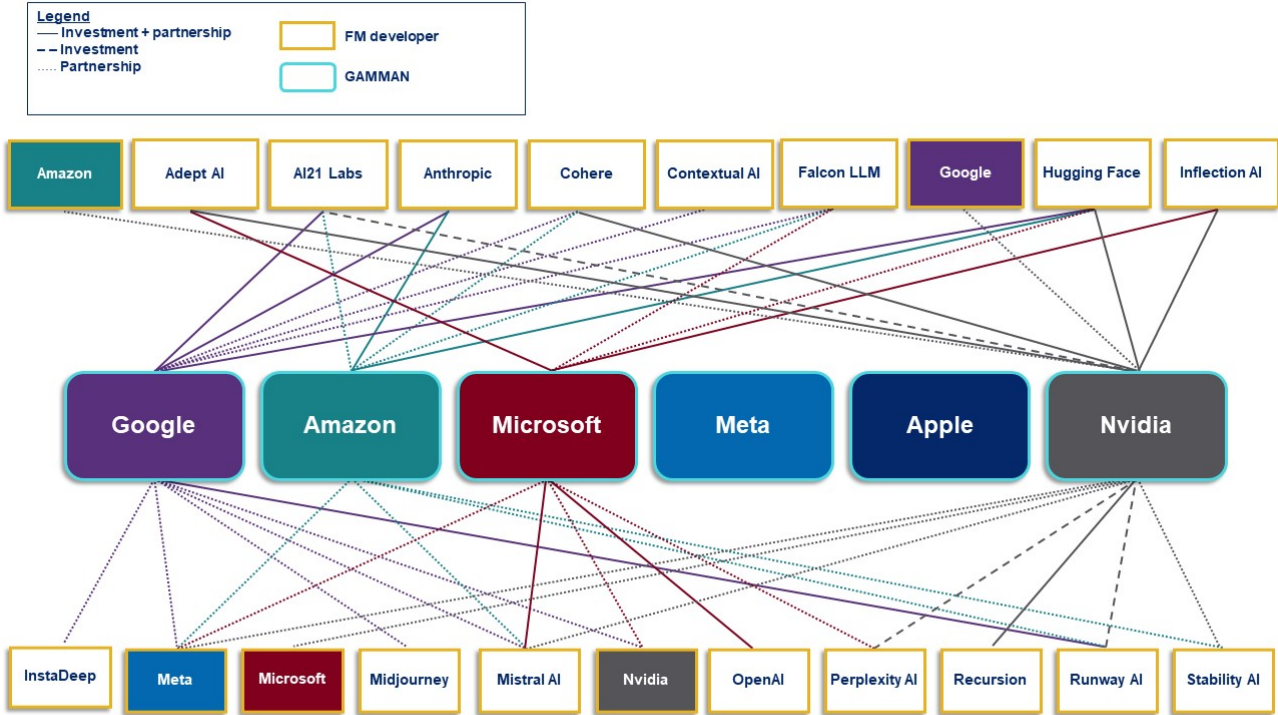 Legend
Investment + partnership
Investment
Partnership
FM developer
GAMMAN
Amazon
Adept AI
AI21 Labs
Anthropic
Cohere
Contextual AI
Falcon LLM
Google
Hugging Face
Inflection AI
Google
Amazon
Microsoft
Meta
Apple
Nvidia
InstaDeep
Meta
Microsoft
Midjourney
Mistral AI
Nvidia
OpenAI
Perplexity AI
Recursion
Runway AI
Stability AI